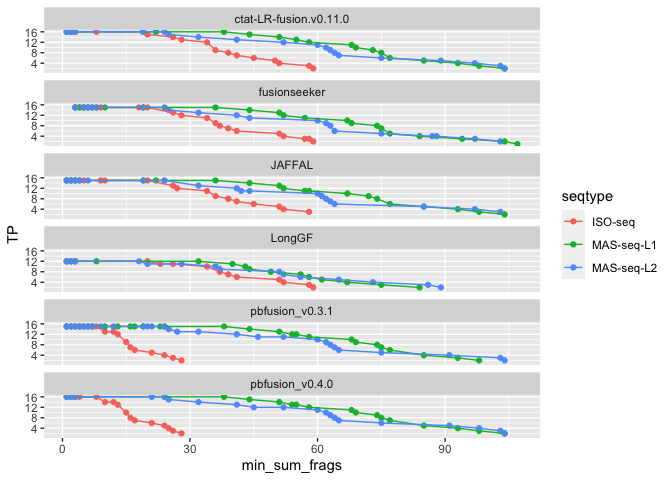 ctat-LR-fusion.v0.11.0
16
12
8
4
fusionseeker
16
12
8
4
JAFFAL
16
12
8
4
LongGF
16
12
8
4
pbfusion_v0.3.1
16
12
8
4
pbfusion_v0.4.0
16
12
8
4
0 30 60 90
min_sum_frags
TP
seqtype
ISO-seq
MAS-seq-L1
MAS-seq-L2